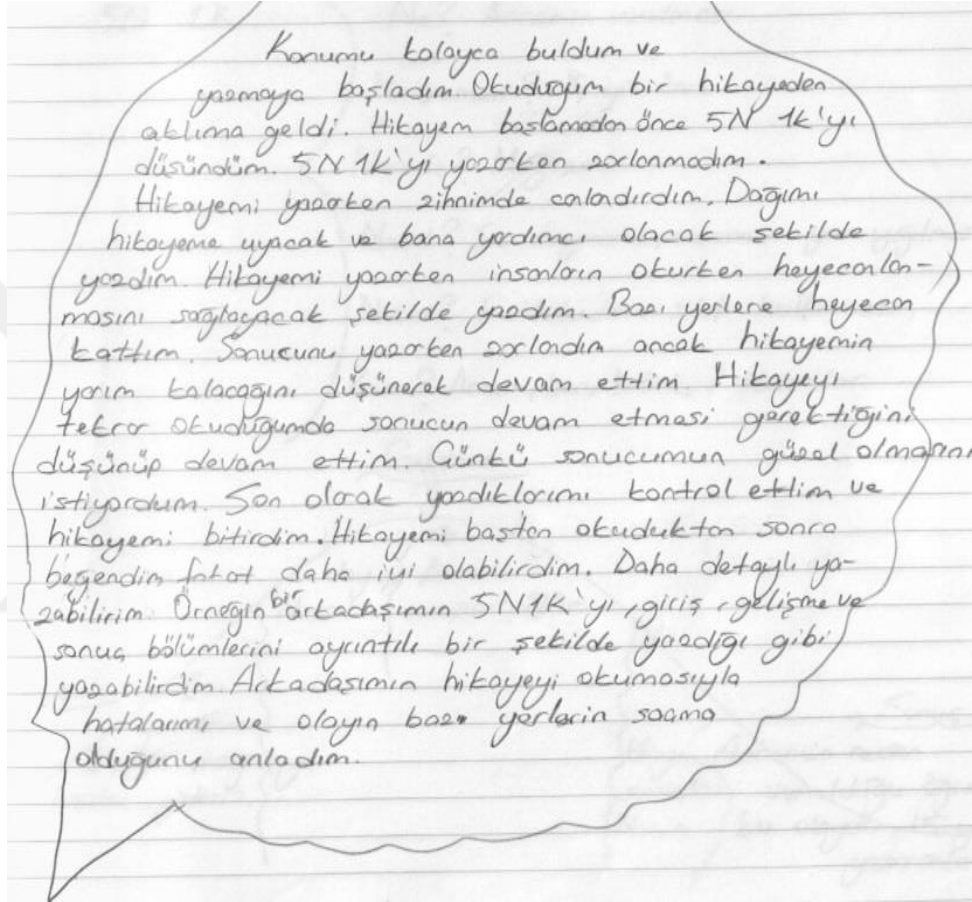 Konumu kolayca buldum ve
yazmaya başladım. Okuduğum bir hikayeden
aklıma geldi. Hikayem başlamadan önce 5N 1k'yı
düşündüm. 5N1k'yı yazarken zorlanmadım.
Hikayemi yazarken zihnimde canlandırdım. Dağımı
hikayeme uyacak ve bana yardımcı olacak şekilde
yazdım. Hikayemi yazarken insanların okurken heyecanlan-
masını sağlayacak şekilde yazdım. Bazı yerlere heyecan
kattım. Sonucunu yazarken zorlandım ancak hikayemin
yarım kalacağını düşünerek devam ettim. Hikayeyi
tekrar okuduğumda sonucun devam etmesi gerektiğini
düşünüp devam ettim. Günkü sonucumun güzel olmasını
istiyordum. Son olarak yazdıklarımı kontrol ettim ve
hikayemi bitirdim. Hikayemi baştan okuduktan sonra
beğendim fakat daha iyi olabilirdim. Daha detaylı ya-
zabilirim. Örneğin bir arkadaşımın 5N1K'yı, giriş, gelişme ve
sonuç bölümlerini ayrıntılı bir şekilde yazdığı gibi
yazabilirdim. Arkadaşımın hikayeyi okumasıyla
hatalarımı ve olayın bazı yerlerin saçma
olduğunu anladım.